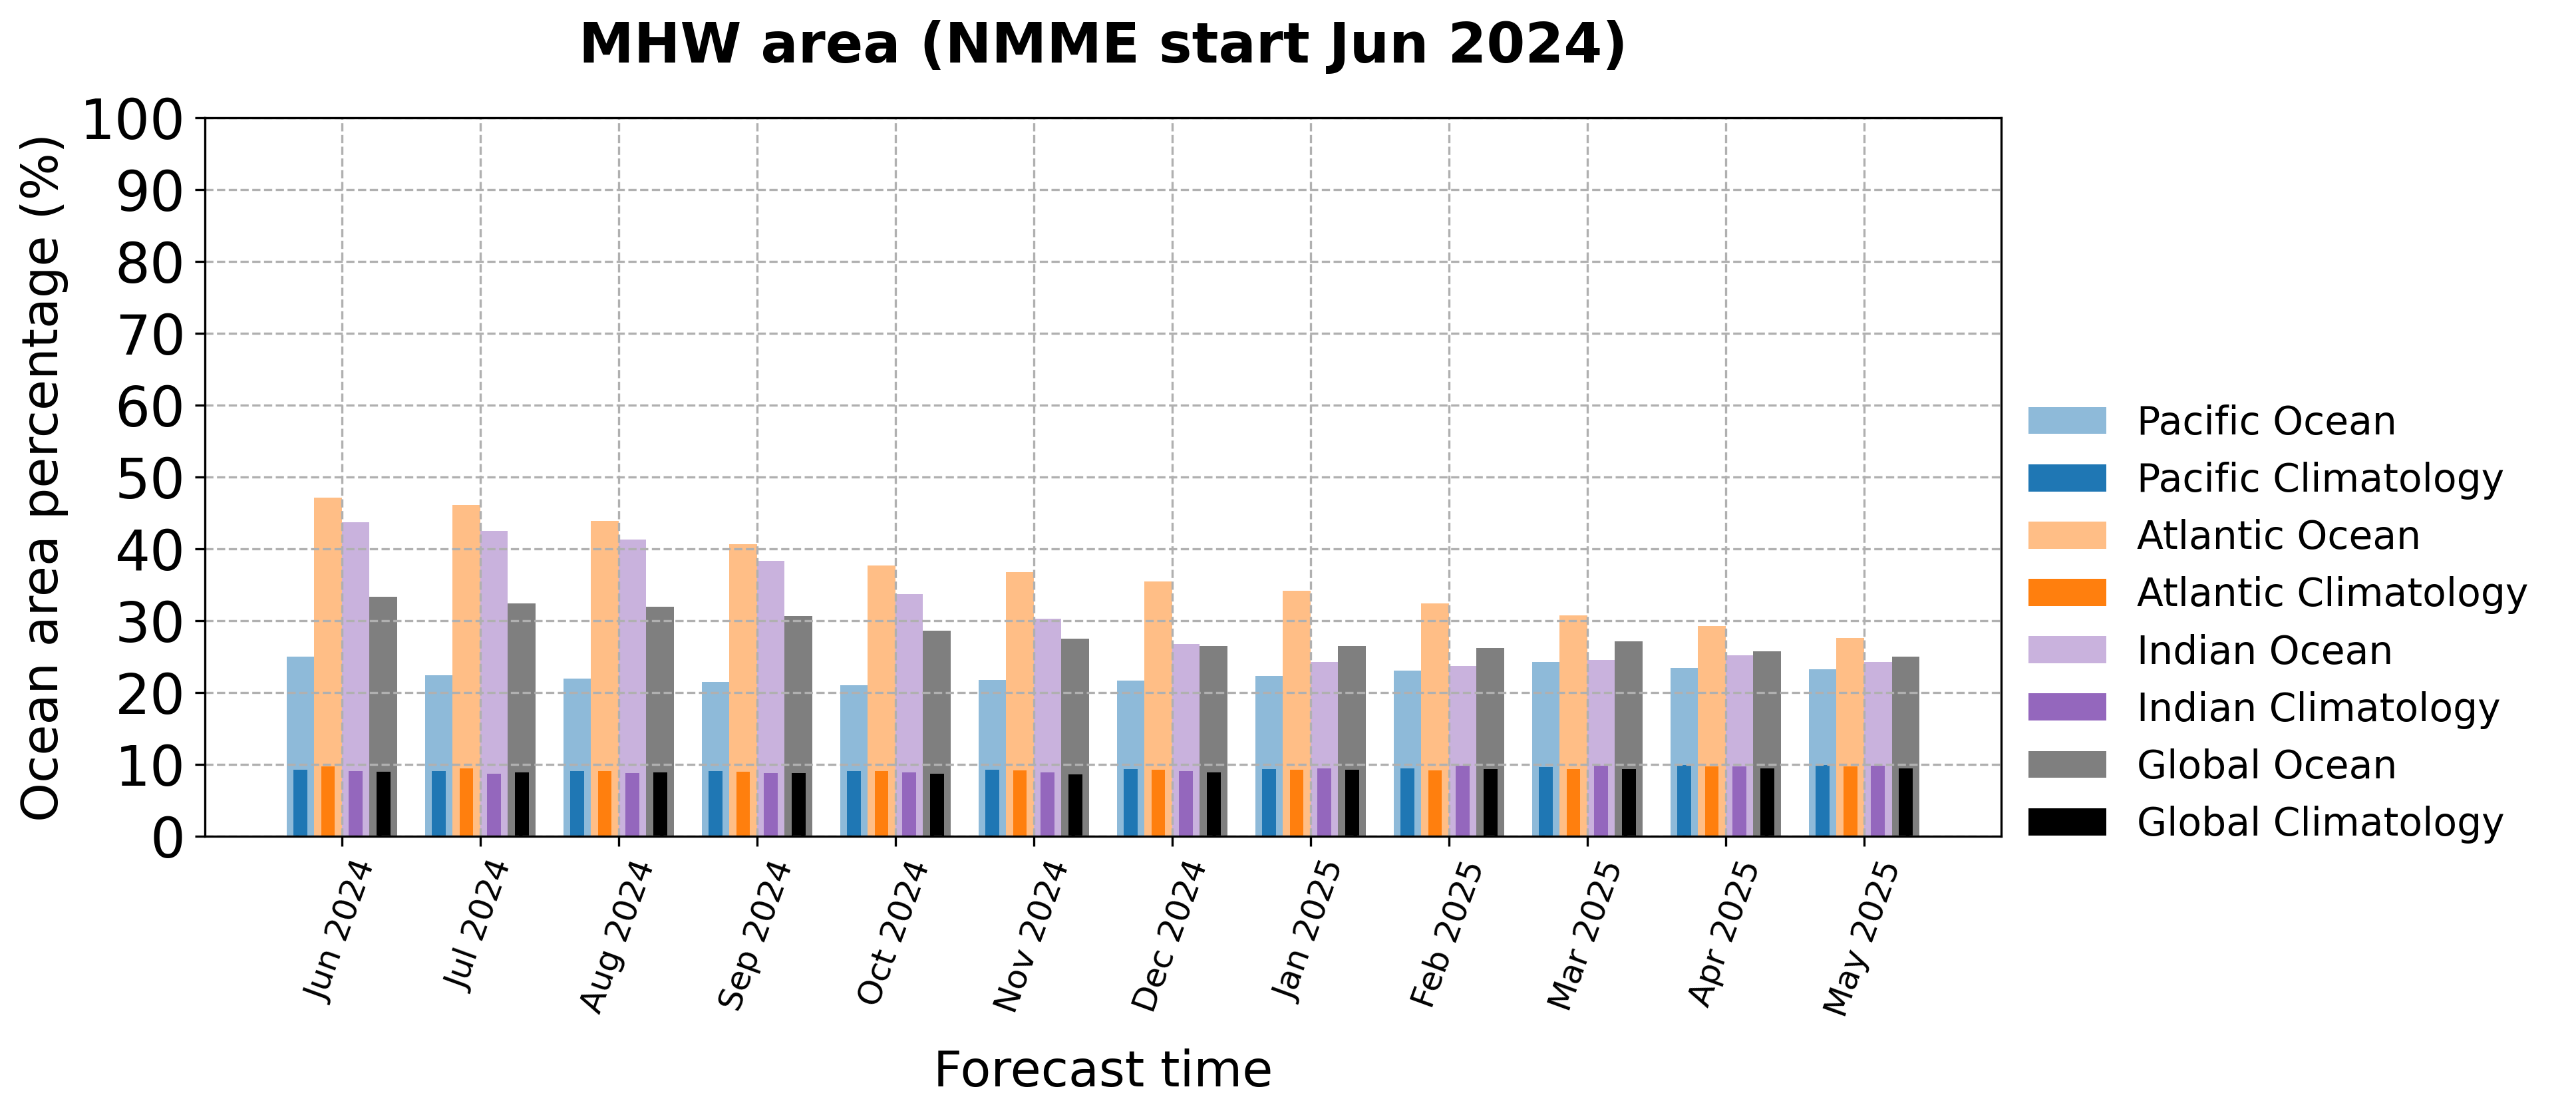 MHW area (NMME start Jun 2024)
Ocean area percentage (%)
100
90
80
70
60
50
40
30
20
10
0
Jun 2024
Jul 2024
Aug 2024
Sep 2024
Oct 2024
Nov 2024
Dec 2024
Jan 2025
Feb 2025
Mar 2025
Apr 2025
May 2025
Forecast time
Pacific Ocean
Pacific Climatology
Atlantic Ocean
Atlantic Climatology
Indian Ocean
Indian Climatology
Global Ocean
Global Climatology